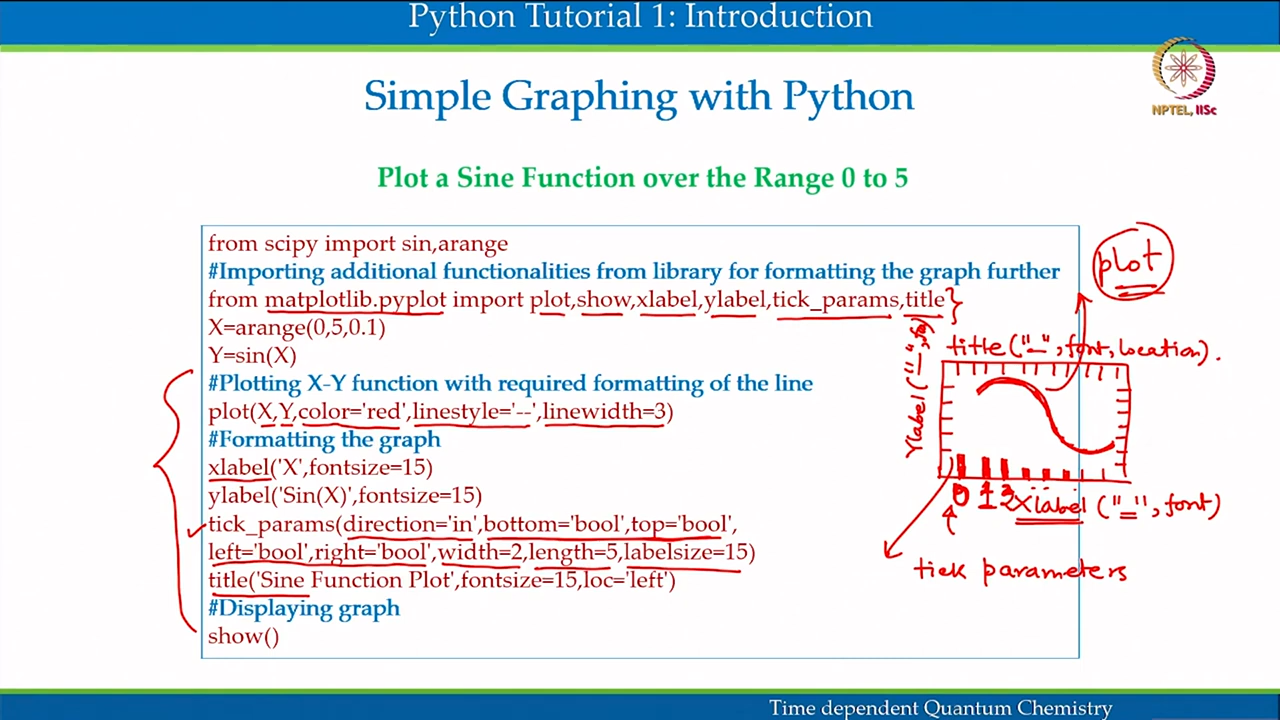 Python Tutorial 1: Introduction
NPTEL, IISc
Simple Graphing with Python
Plot a Sine Function over the Range 0 to 5
from scipy import sin,arange
#Importing additional functionalities from library for formatting the graph further
from matplotlib.pyplot import plot,show,xlabel,ylabel,tick_params,title
X=arange(0,5,0.1)
Y=sin(X)
#Plotting X-Y function with required formatting of the line
plot(X,Y,color='red',linestyle='--',linewidth=3)
#Formatting the graph
xlabel('X',fontsize=15)
ylabel('Sin(X)',fontsize=15)
tick_params(direction='in',bottom='bool',top='bool',
left='bool',right='bool',width=2,length=5,labelsize=15)
title('Sine Function Plot',fontsize=15,loc='left')
#Displaying graph
show()
plot
title("_",font,location).
Ylabel("_",fo)
0 1 2
Xlabel("_",font)
tick parameters
Time dependent Quantum Chemistry